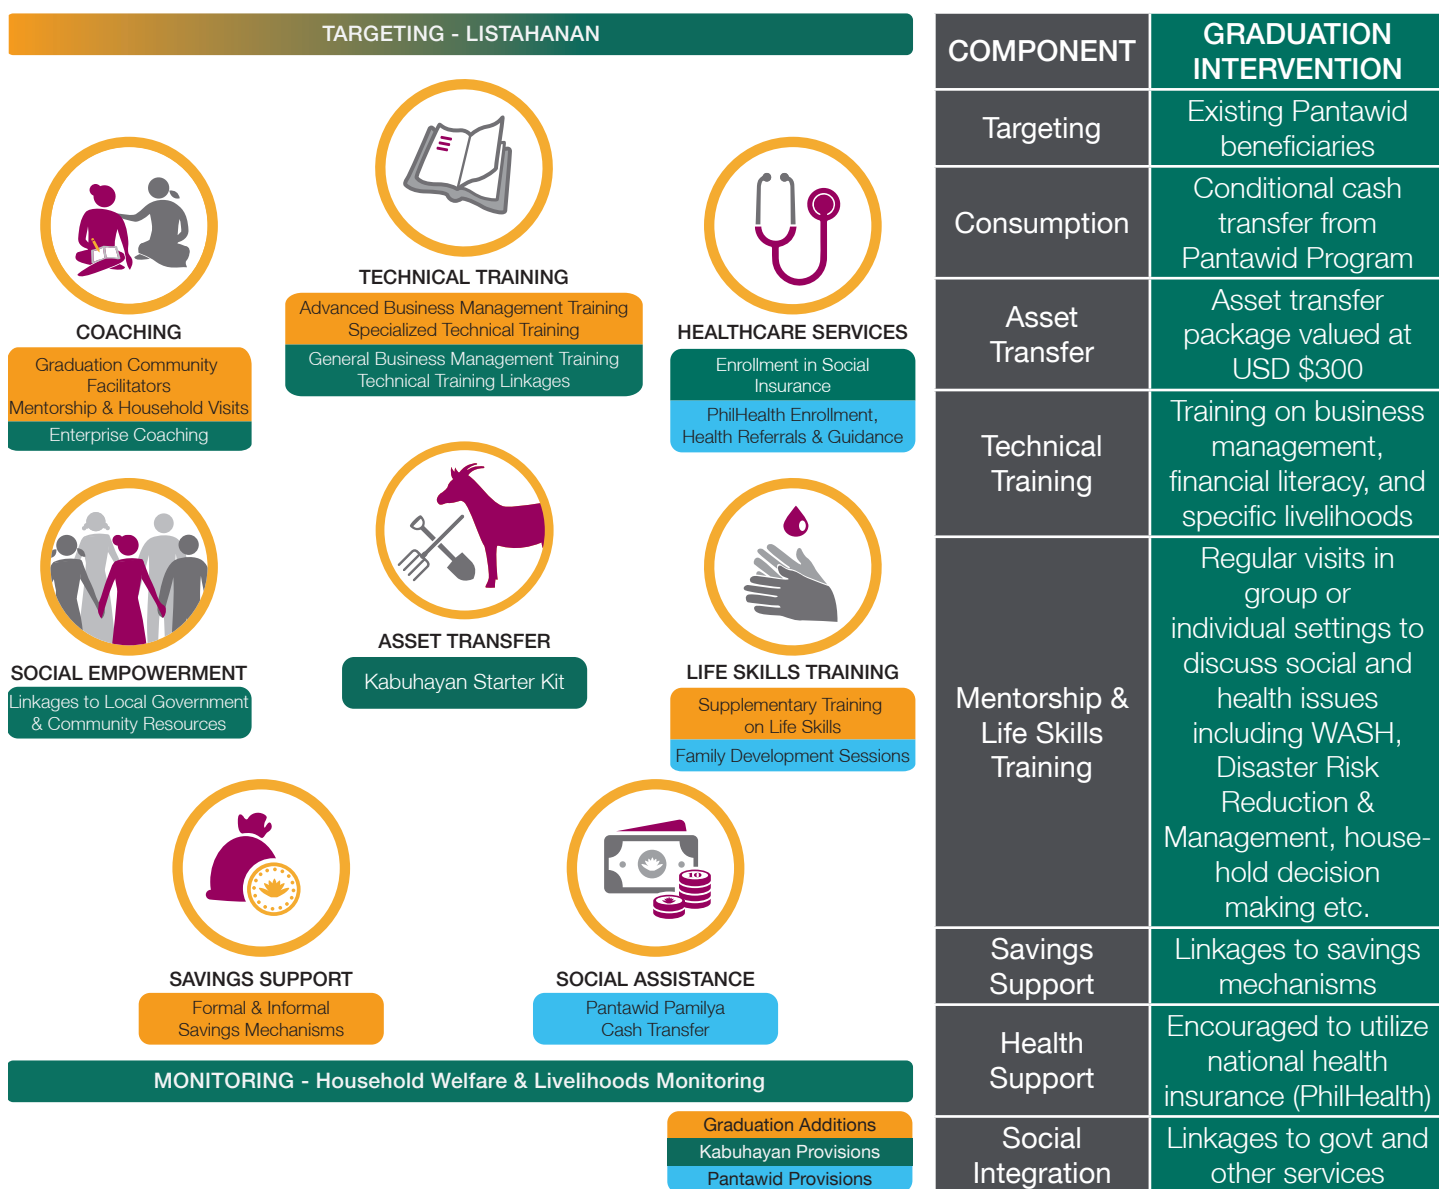 TARGETING - LISTAHANAN
COACHING
Graduation Community
Facilitators
Mentorship & Household Visits
Enterprise Coaching
TECHNICAL TRAINING
Advanced Business Management Training
Specialized Technical Training
General Business Management Training
Technical Training Linkages
HEALTHCARE SERVICES
Enrollment in Social
Insurance
PhilHealth Enrollment,
Health Referrals & Guidance
SOCIAL EMPOWERMENT
Linkages to Local Government
& Community Resources
ASSET TRANSFER
Kabuhayan Starter Kit
LIFE SKILLS TRAINING
Supplementary Training
on Life Skills
Family Development Sessions
SAVINGS SUPPORT
Formal & Informal
Savings Mechanisms
10
SOCIAL ASSISTANCE
Pantawid Pamilya
Cash Transfer
MONITORING - Household Welfare & Livelihoods Monitoring
Graduation Additions
Kabuhayan Provisions
Pantawid Provisions
COMPONENT
GRADUATION
INTERVENTION
Targeting
Existing Pantawid
beneficiaries
Consumption
Conditional cash
transfer from
Pantawid Program
Asset
Transfer
Asset transfer
package valued at
USD $300
Technical
Training
Training on business
management,
financial literacy, and
specific livelihoods
Mentorship &
Life Skills
Training
Regular visits in
group or
individual settings to
discuss social and
health issues
including WASH,
Disaster Risk
Reduction &
Management, house-
hold decision
making etc.
Savings
Support
Linkages to savings
mechanisms
Health
Support
Encouraged to utilize
national health
insurance (PhilHealth)
Social
Integration
Linkages to govt and
other services